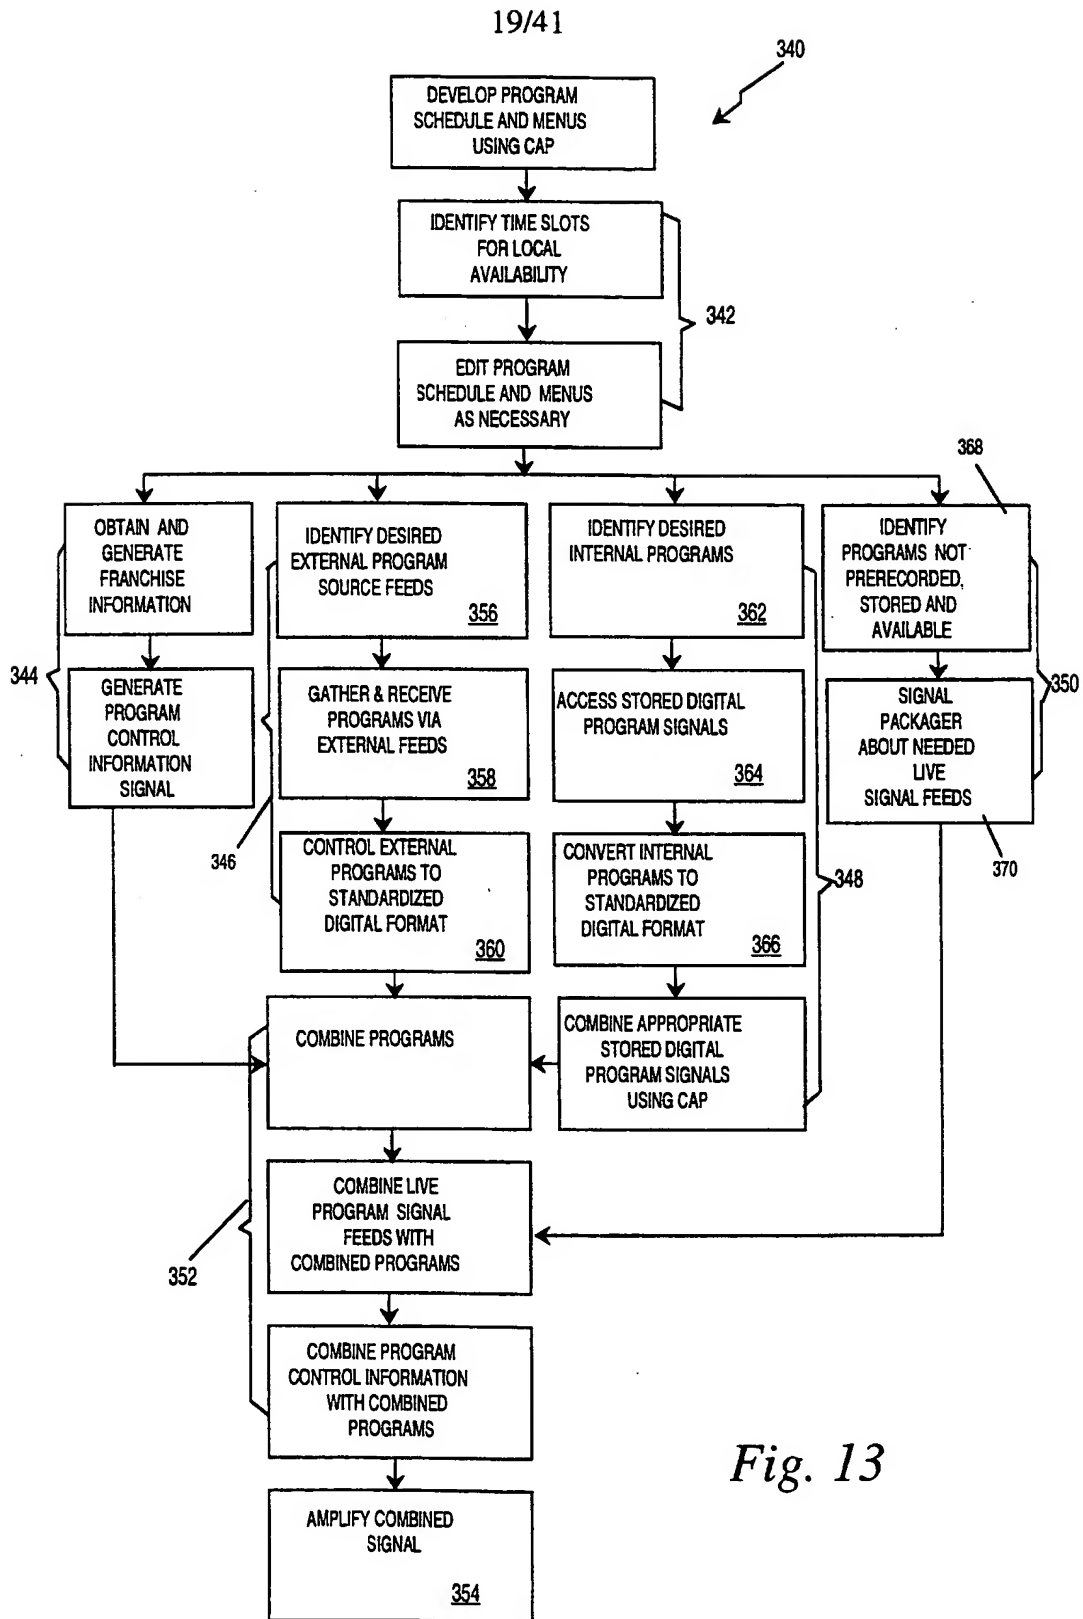 19/41
340
DEVELOP PROGRAM
SCHEDULE AND MENUS
USING CAP
IDENTIFY TIME SLOTS
FOR LOCAL
AVAILABILITY
342
EDIT PROGRAM
SCHEDULE AND MENUS
AS NECESSARY
368
OBTAIN AND
GENERATE
FRANCHISE
INFORMATION
IDENTIFY DESIRED
EXTERNAL PROGRAM
SOURCE FEEDS
356
IDENTIFY DESIRED
INTERNAL PROGRAMS
362
IDENTIFY
PROGRAMS NOT
PRERECORDED,
STORED AND
AVAILABLE
344
350
GENERATE
PROGRAM
CONTROL
INFORMATION
SIGNAL
GATHER & RECEIVE
PROGRAMS VIA
EXTERNAL FEEDS
358
ACCESS STORED DIGITAL
PROGRAM SIGNALS
364
SIGNAL
PACKAGER
ABOUT NEEDED
LIVE
SIGNAL FEEDS
346
370
CONTROL EXTERNAL
PROGRAMS TO
STANDARDIZED
DIGITAL FORMAT
360
CONVERT INTERNAL
PROGRAMS TO
STANDARDIZED
DIGITAL FORMAT
366
348
COMBINE PROGRAMS
COMBINE APPROPRIATE
STORED DIGITAL
PROGRAM SIGNALS
USING CAP
COMBINE LIVE
PROGRAM SIGNAL
FEEDS WITH
COMBINED PROGRAMS
352
COMBINE PROGRAM
CONTROL INFORMATION
WITH COMBINED
PROGRAMS
Fig. 13
AMPLIFY COMBINED
SIGNAL
354